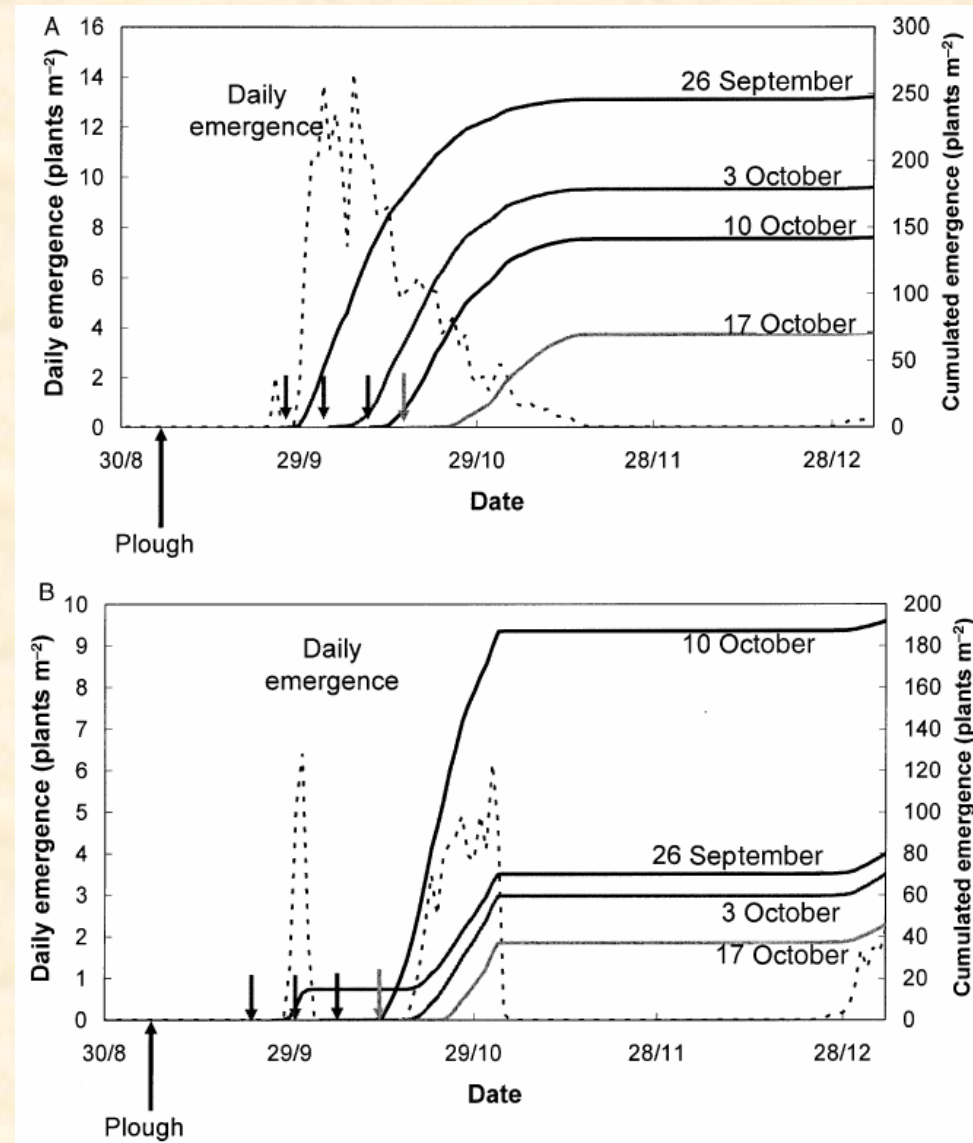 A
Daily emergence (plants m⁻²)
16
14
12
10
8
6
4
2
0
Daily
emergence
26 September
3 October
10 October
17 October
300
250
200
150
100
50
0
Cumulated emergence (plants m⁻²)
30/8
29/9
29/10
28/11
28/12
Date
Plough
B
Daily emergence (plants m⁻²)
10
9
8
7
6
5
4
3
2
1
0
Daily
emergence
10 October
26 September
3 October
17 October
200
180
160
140
120
100
80
60
40
20
0
Cumulated emergence (plants m⁻²)
30/8
29/9
29/10
28/11
28/12
Date
Plough